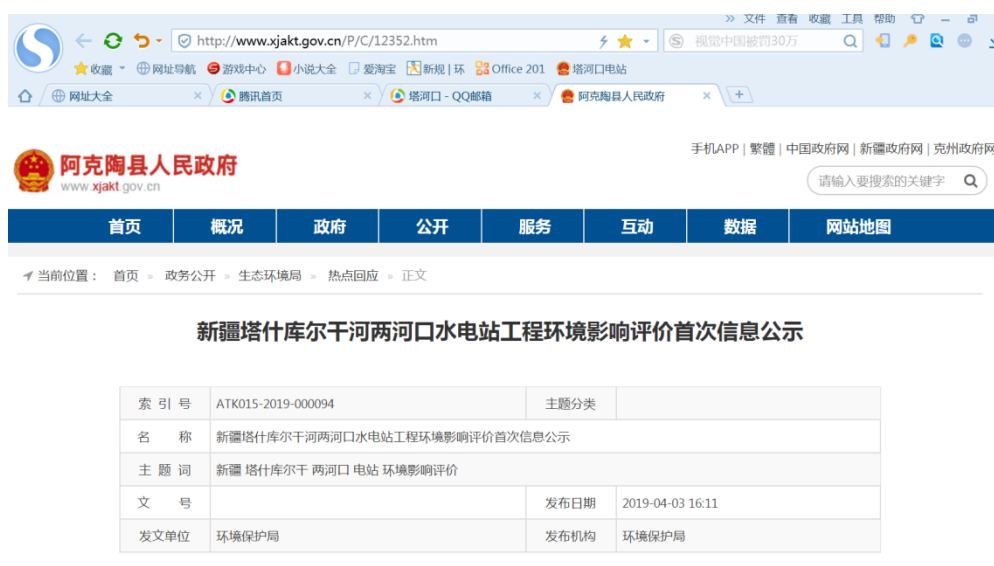 » 文件 查看 收藏 工具 帮助
http://www.xjakt.gov.cn/P/C/12352.htm 视觉中国被罚30万
收藏 网址导航 游戏中心 小说大全 爱淘宝 新规 | 环 Office 201 塔河口电站
网址大全 × 腾讯首页 × 塔河口 - QQ邮箱 × 阿克陶县人民政府 × +
手机APP | 繁體 | 中国政府网 | 新疆政府网 | 克州政府网
阿克陶县人民政府
www.xjakt.gov.cn
请输入要搜索的关键字
首页 概况 政府 公开 服务 互动 数据 网站地图
当前位置： 首页 » 政务公开 » 生态环境局 » 热点回应 » 正文
新疆塔什库尔干河两河口水电站工程环境影响评价首次信息公示
索 引 号 ATK015-2019-000094 主题分类
名 称 新疆塔什库尔干河两河口水电站工程环境影响评价首次信息公示
主 题 词 新疆 塔什库尔干 两河口 电站 环境影响评价
文 号 发布日期 2019-04-03 16:11
发文单位 环境保护局 发布机构 环境保护局